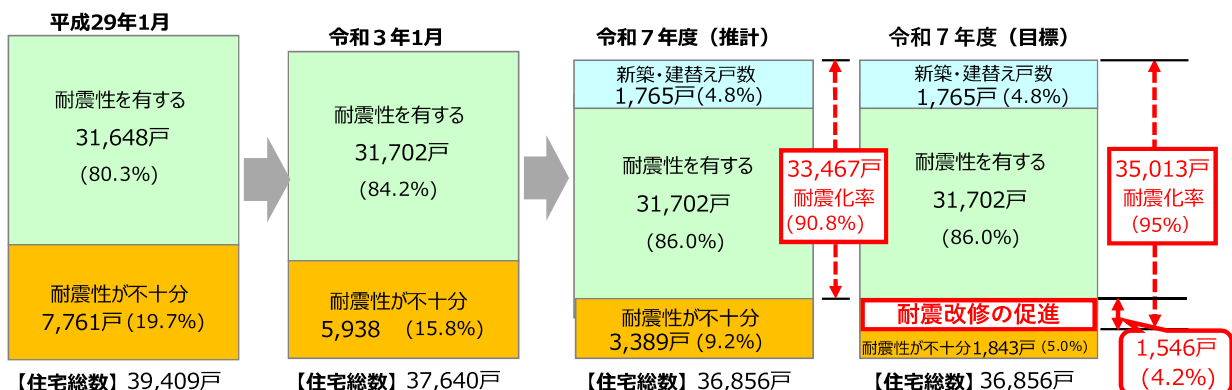 平成29年1月
耐震性を有する
31,648戸
(80.3%)
耐震性が不十分
7,761戸(19.7%)
【住宅総数】39,409戸
令和３年1月
耐震性を有する
31,702戸
(84.2%)
耐震性が不十分
5,938 (15.8%)
【住宅総数】37,640戸
令和７年度（推計）
新築・建替え戸数
1,765戸(4.8%)
耐震性を有する
31,702戸
(86.0%)
耐震性が不十分
3,389戸(9.2%)
【住宅総数】36,856戸
33,467戸
耐震化率
(90.8%)
令和７年度（目標）
新築・建替え戸数
1,765戸(4.8%)
耐震性を有する
31,702戸
(86.0%)
耐震改修の促進
耐震性が不十分1,843戸(5.0%)
【住宅総数】36,856戸
35,013戸
耐震化率
(95%)
1,546戸
(4.2%)